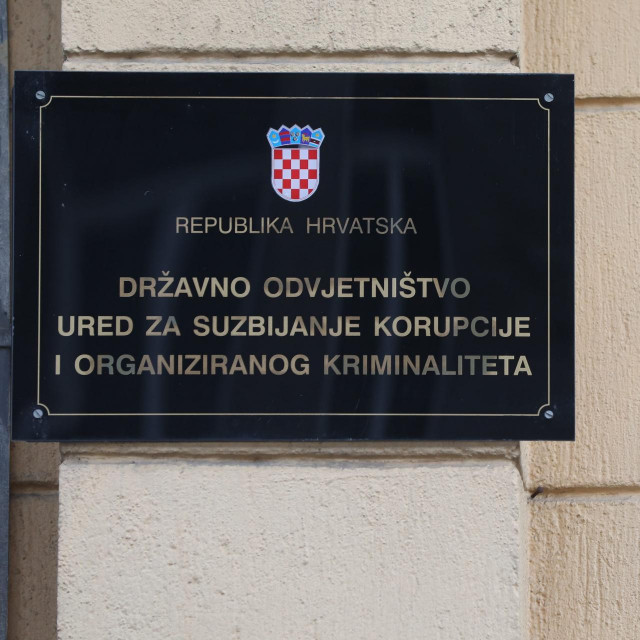 REPUBLIKA HRVATSKA
DRŽAVNO ODVJETNIŠTVO
URED ZA SUZBIJANJE KORUPCIJE
I ORGANIZIRANOG KRIMINALITETA